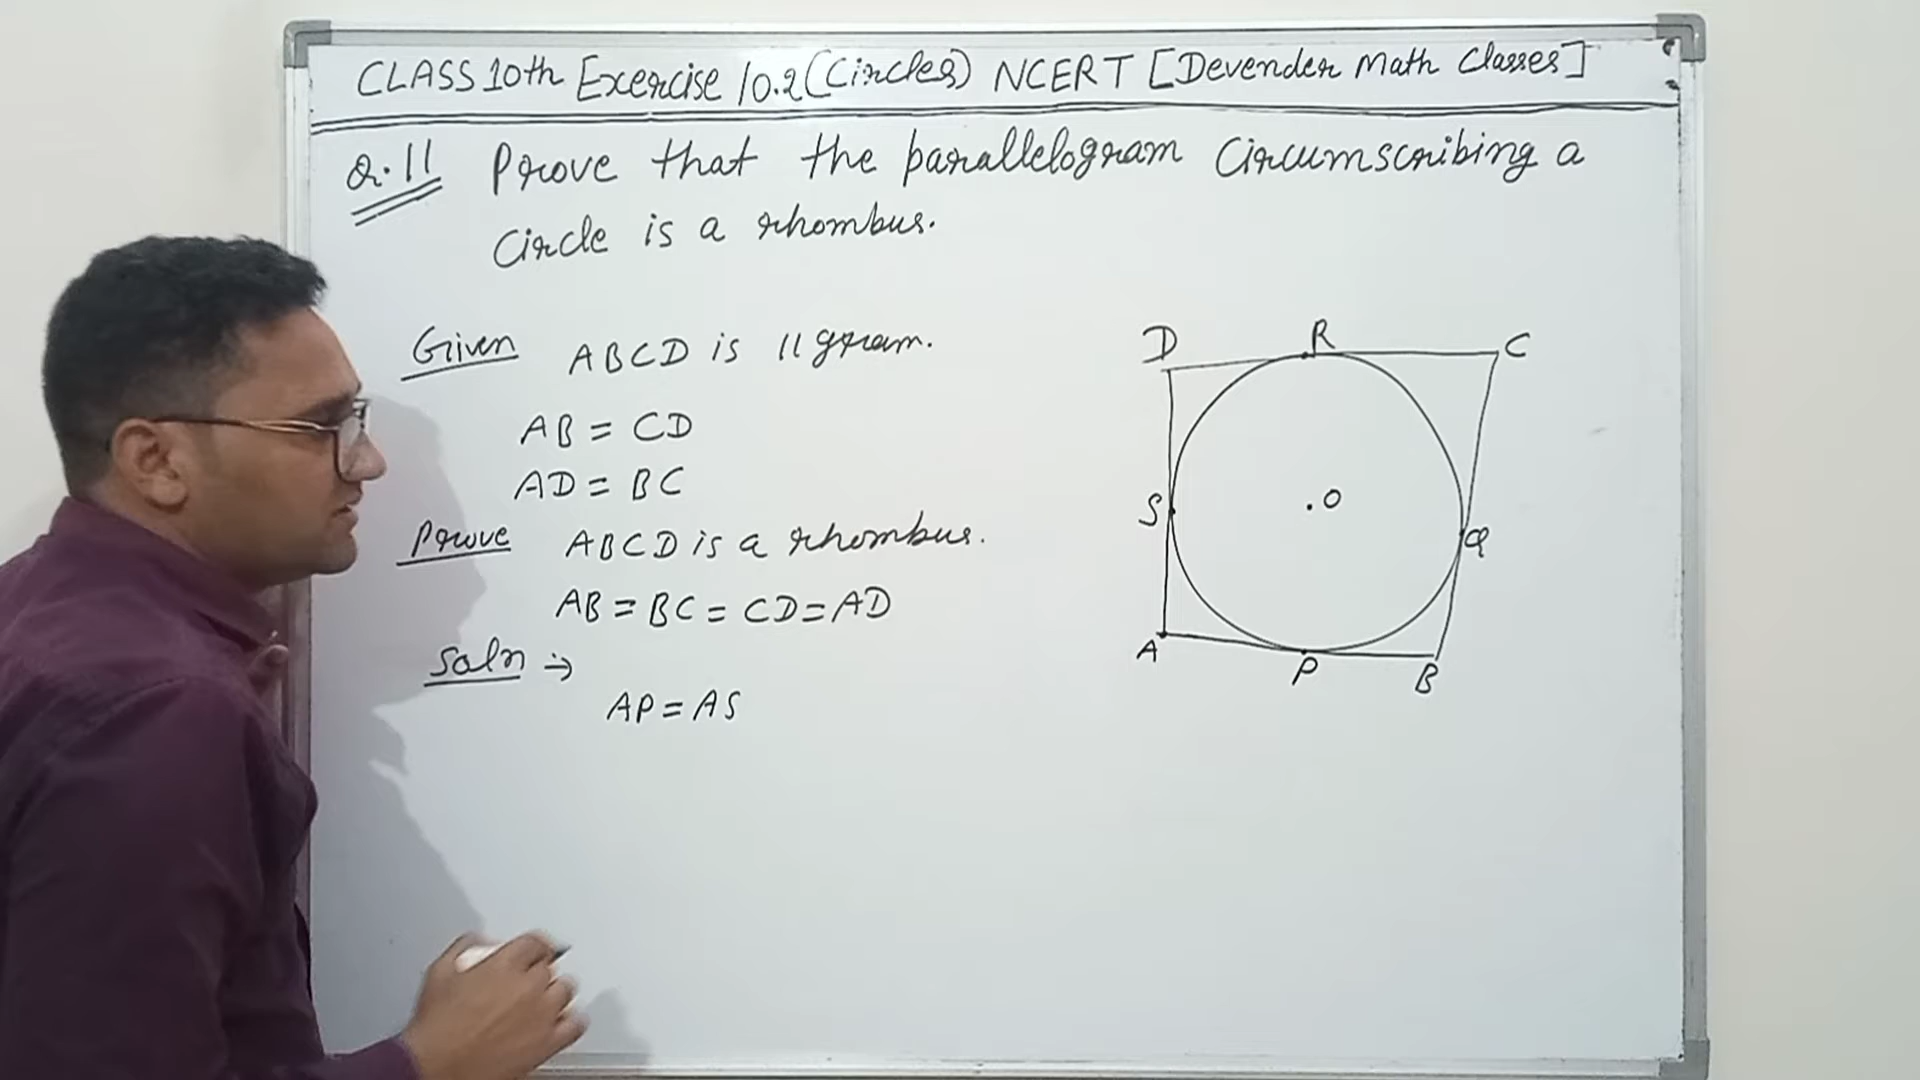 CLASS 10th Exercise 10.2 (Circles) NCERT [Devender Math Classes]
Q.11 Prove that the parallelogram circumscribing a
circle is a rhombus.
Given ABCD is ||gram.
AB = CD
AD = BC
Prove ABCD is a rhombus.
AB = BC = CD = AD
Soln →
AP = AS
D R C
S .O Q
A P B